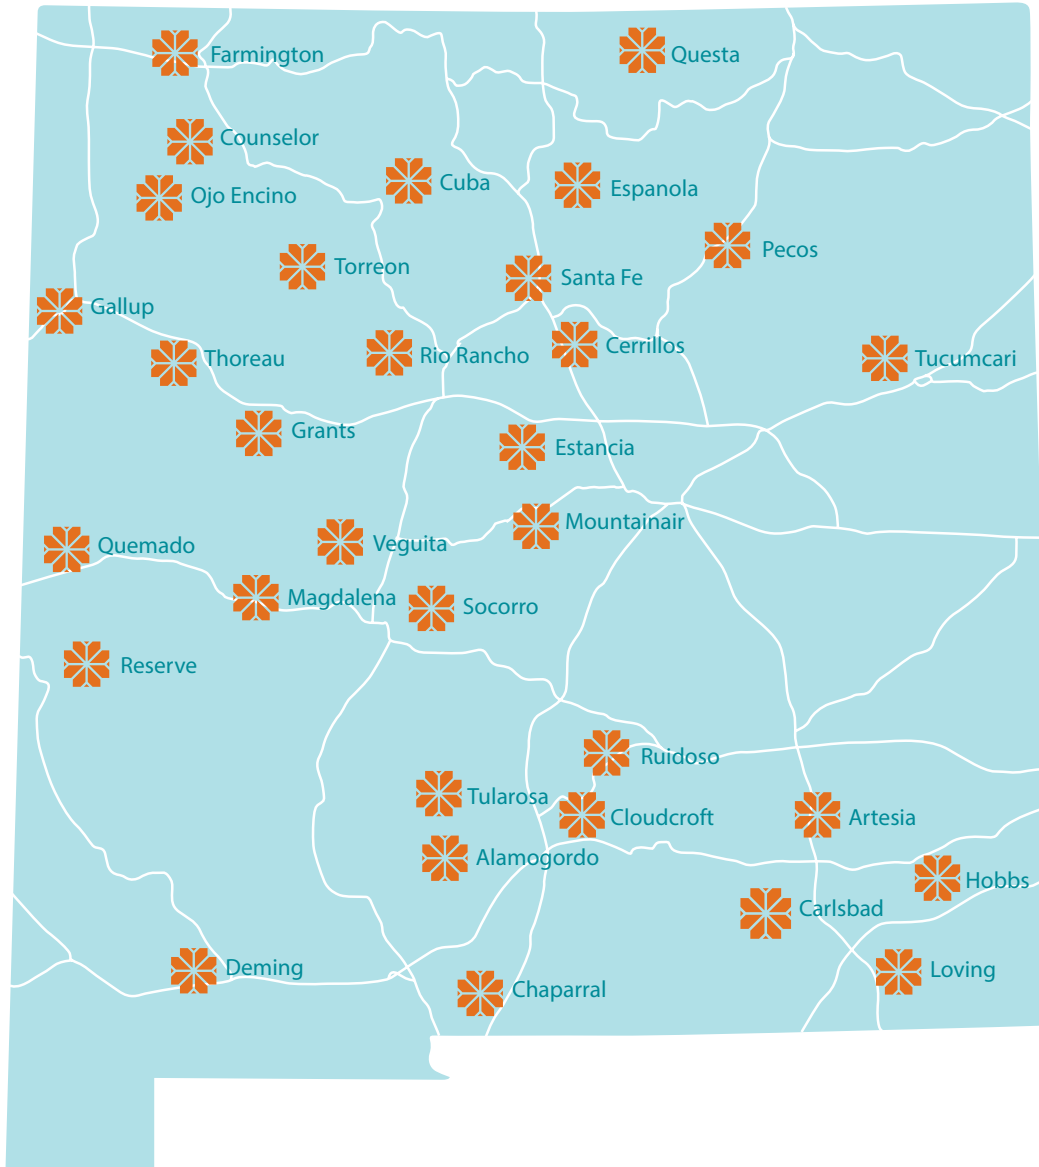 Farmington
Questa
Counselor
Cuba
Espanola
Ojo Encino
Pecos
Torreon
Santa Fe
Gallup
Cerrillos
Thoreau
Rio Rancho
Tucumcari
Grants
Estancia
Mountainair
Veguita
Quemado
Magdalena
Socorro
Reserve
Ruidoso
Tularosa
Cloudcroft
Artesia
Alamogordo
Hobbs
Carlsbad
Deming
Loving
Chaparral